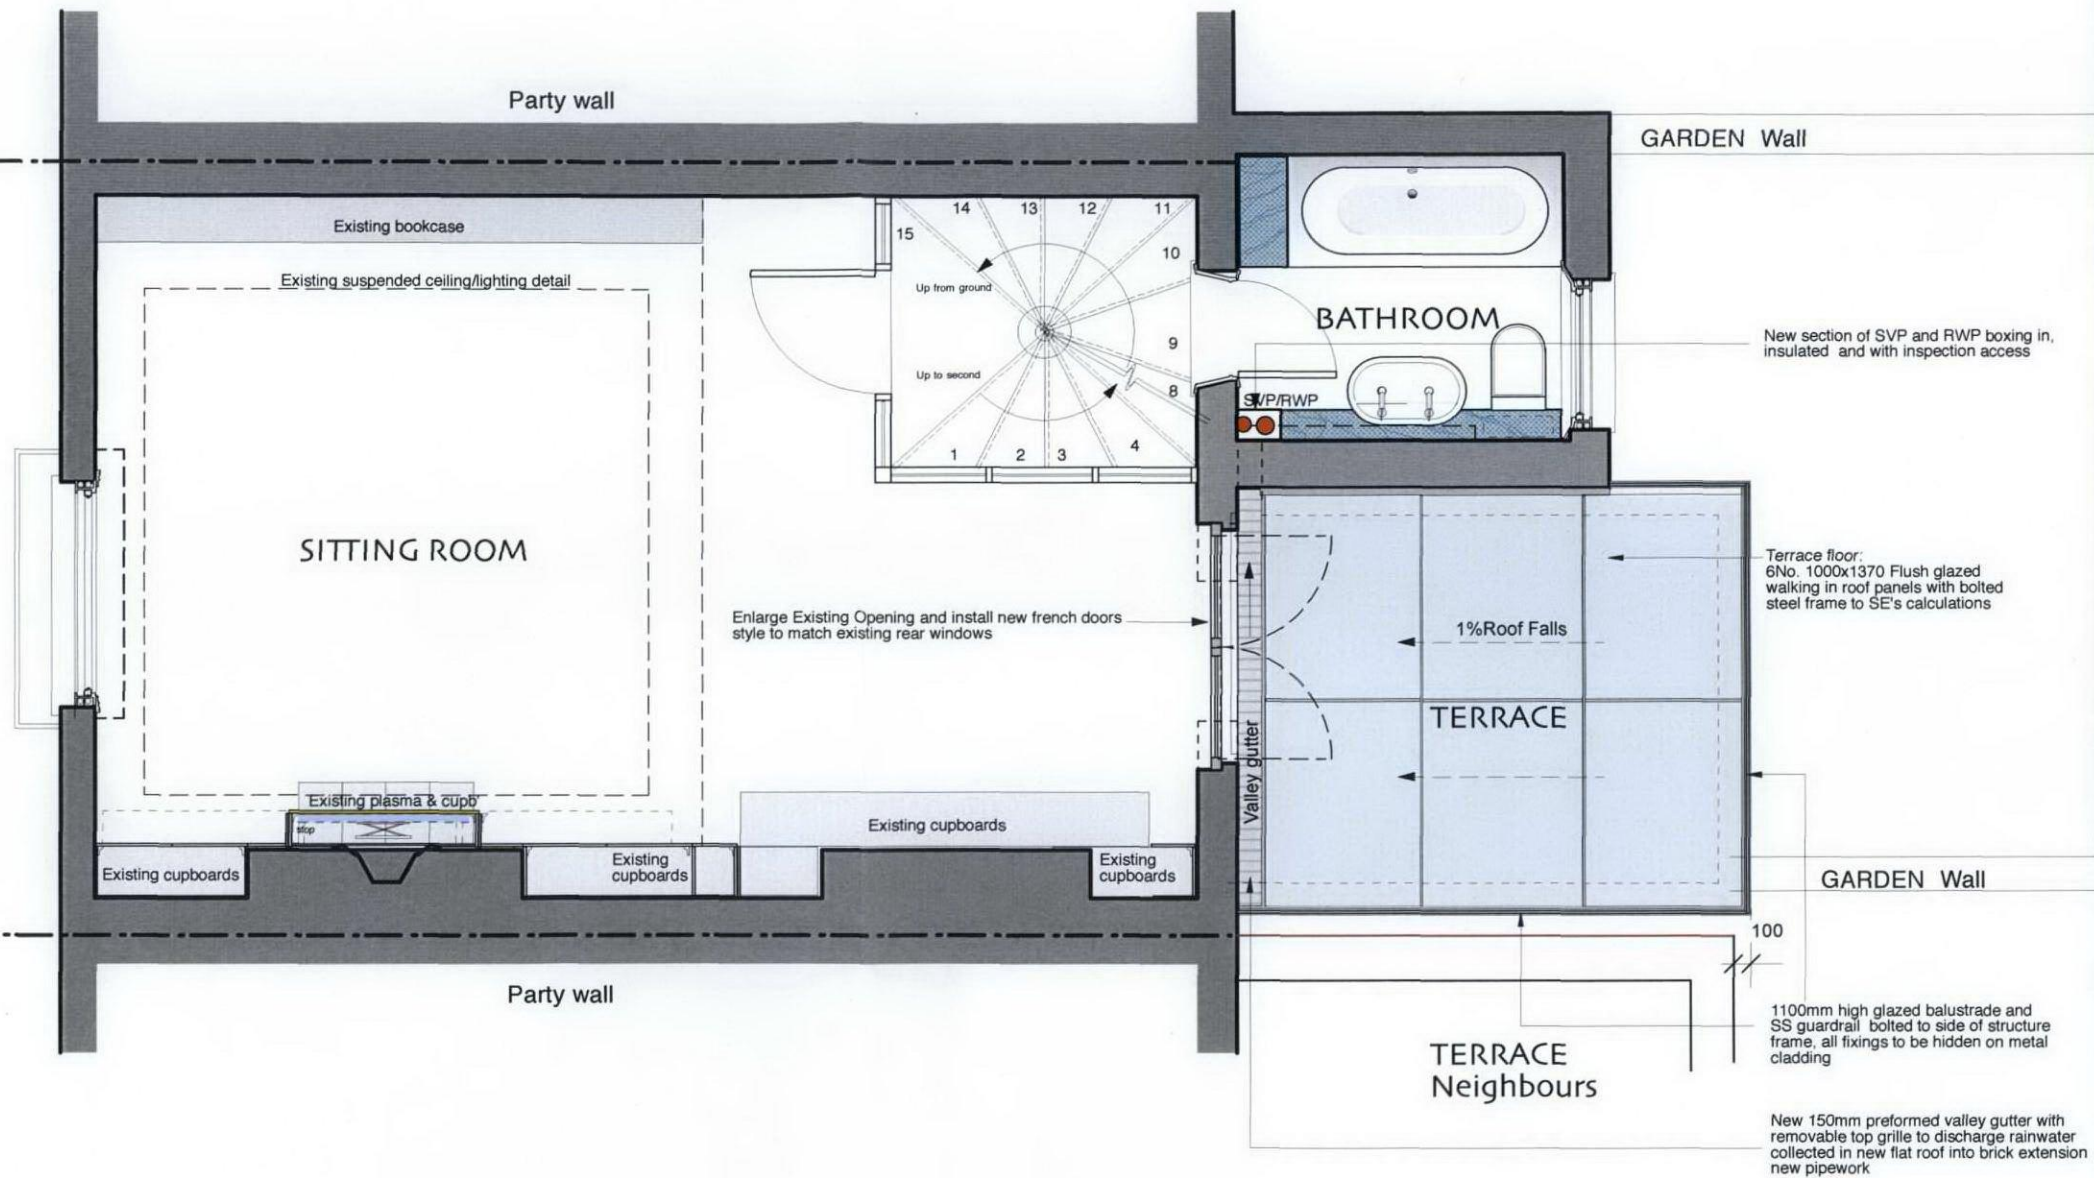 Party wall
GARDEN Wall
Existing bookcase
Existing suspended ceiling/lighting detail
14
13
12
11
15
10
Up from ground
9
Up to second
8
1
2
3
4
BATHROOM
SVP/RWP
New section of SVP and RWP boxing in,
insulated and with inspection access
SITTING ROOM
Enlarge Existing Opening and install new french doors
style to match existing rear windows
Terrace floor:
6No. 1000x1370 Flush glazed
walking in roof panels with bolted
steel frame to SE's calculations
1%Roof Falls
TERRACE
Valley gutter
Existing plasma & cupb'
stop
Existing cupboards
Existing cupboards
Existing
cupboards
Existing
cupboards
GARDEN Wall
100
Party wall
TERRACE
Neighbours
1100mm high glazed balustrade and
SS guardrail bolted to side of structure
frame, all fixings to be hidden on metal
cladding
New 150mm preformed valley gutter with
removable top grille to discharge rainwater
collected in new flat roof into brick extension
new pipework